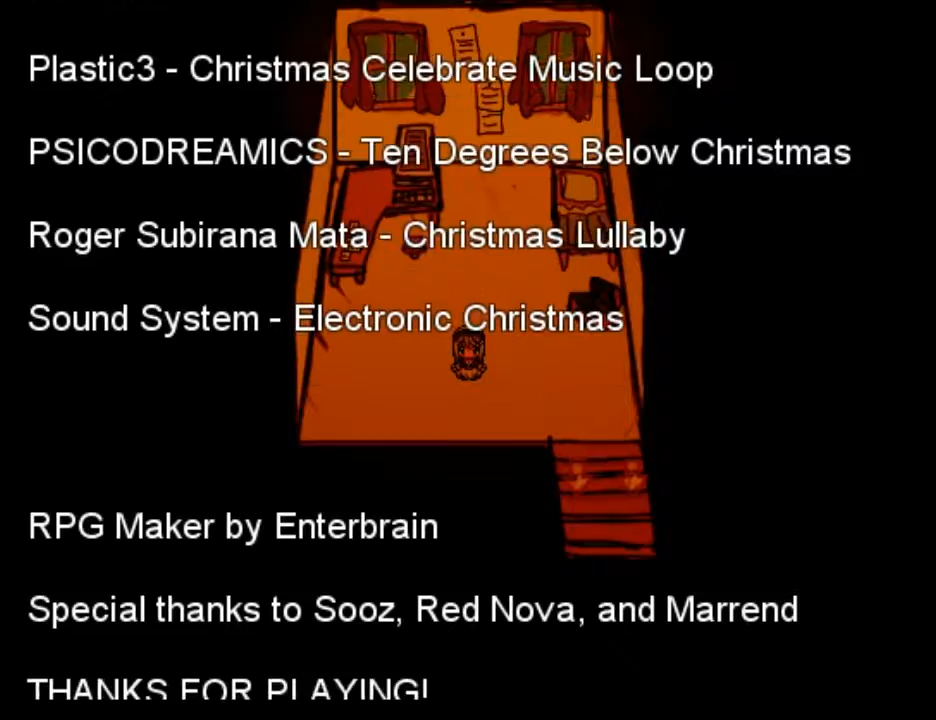 Plastic3 - Christmas Celebrate Music Loop
PSICODREAMICS - Ten Degrees Below Christmas
Roger Subirana Mata - Christmas Lullaby
Sound System - Electronic Christmas
RPG Maker by Enterbrain
Special thanks to Sooz, Red Nova, and Marrend
THANKS FOR PLAYING!